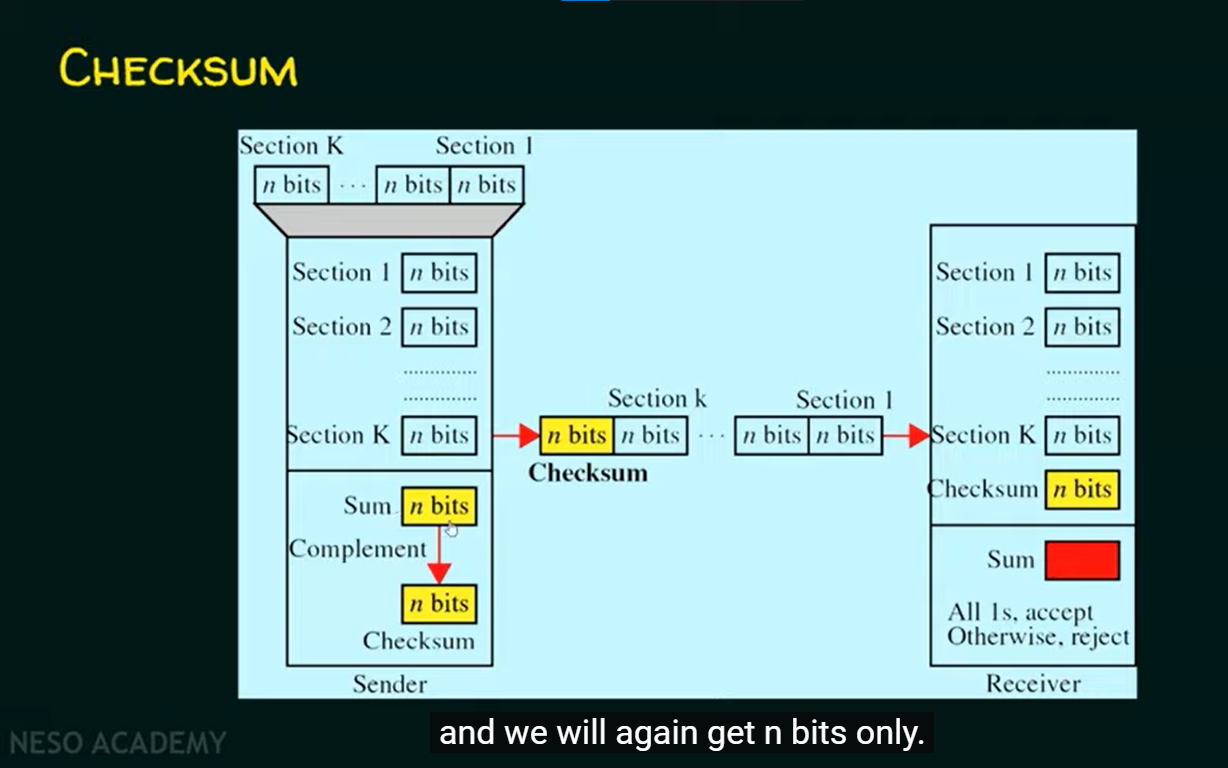 CHECKSUM
Section K Section 1
n bits ... n bits n bits
Section 1 n bits
Section 2 n bits
Section K n bits
Sum n bits
Complement
n bits
Checksum
Sender
Section k Section 1
n bits n bits ... n bits n bits
Checksum
Section 1 n bits
Section 2 n bits
Section K n bits
Checksum n bits
Sum
All 1s, accept
Otherwise, reject
Receiver
NESO ACADEMY
and we will again get n bits only.